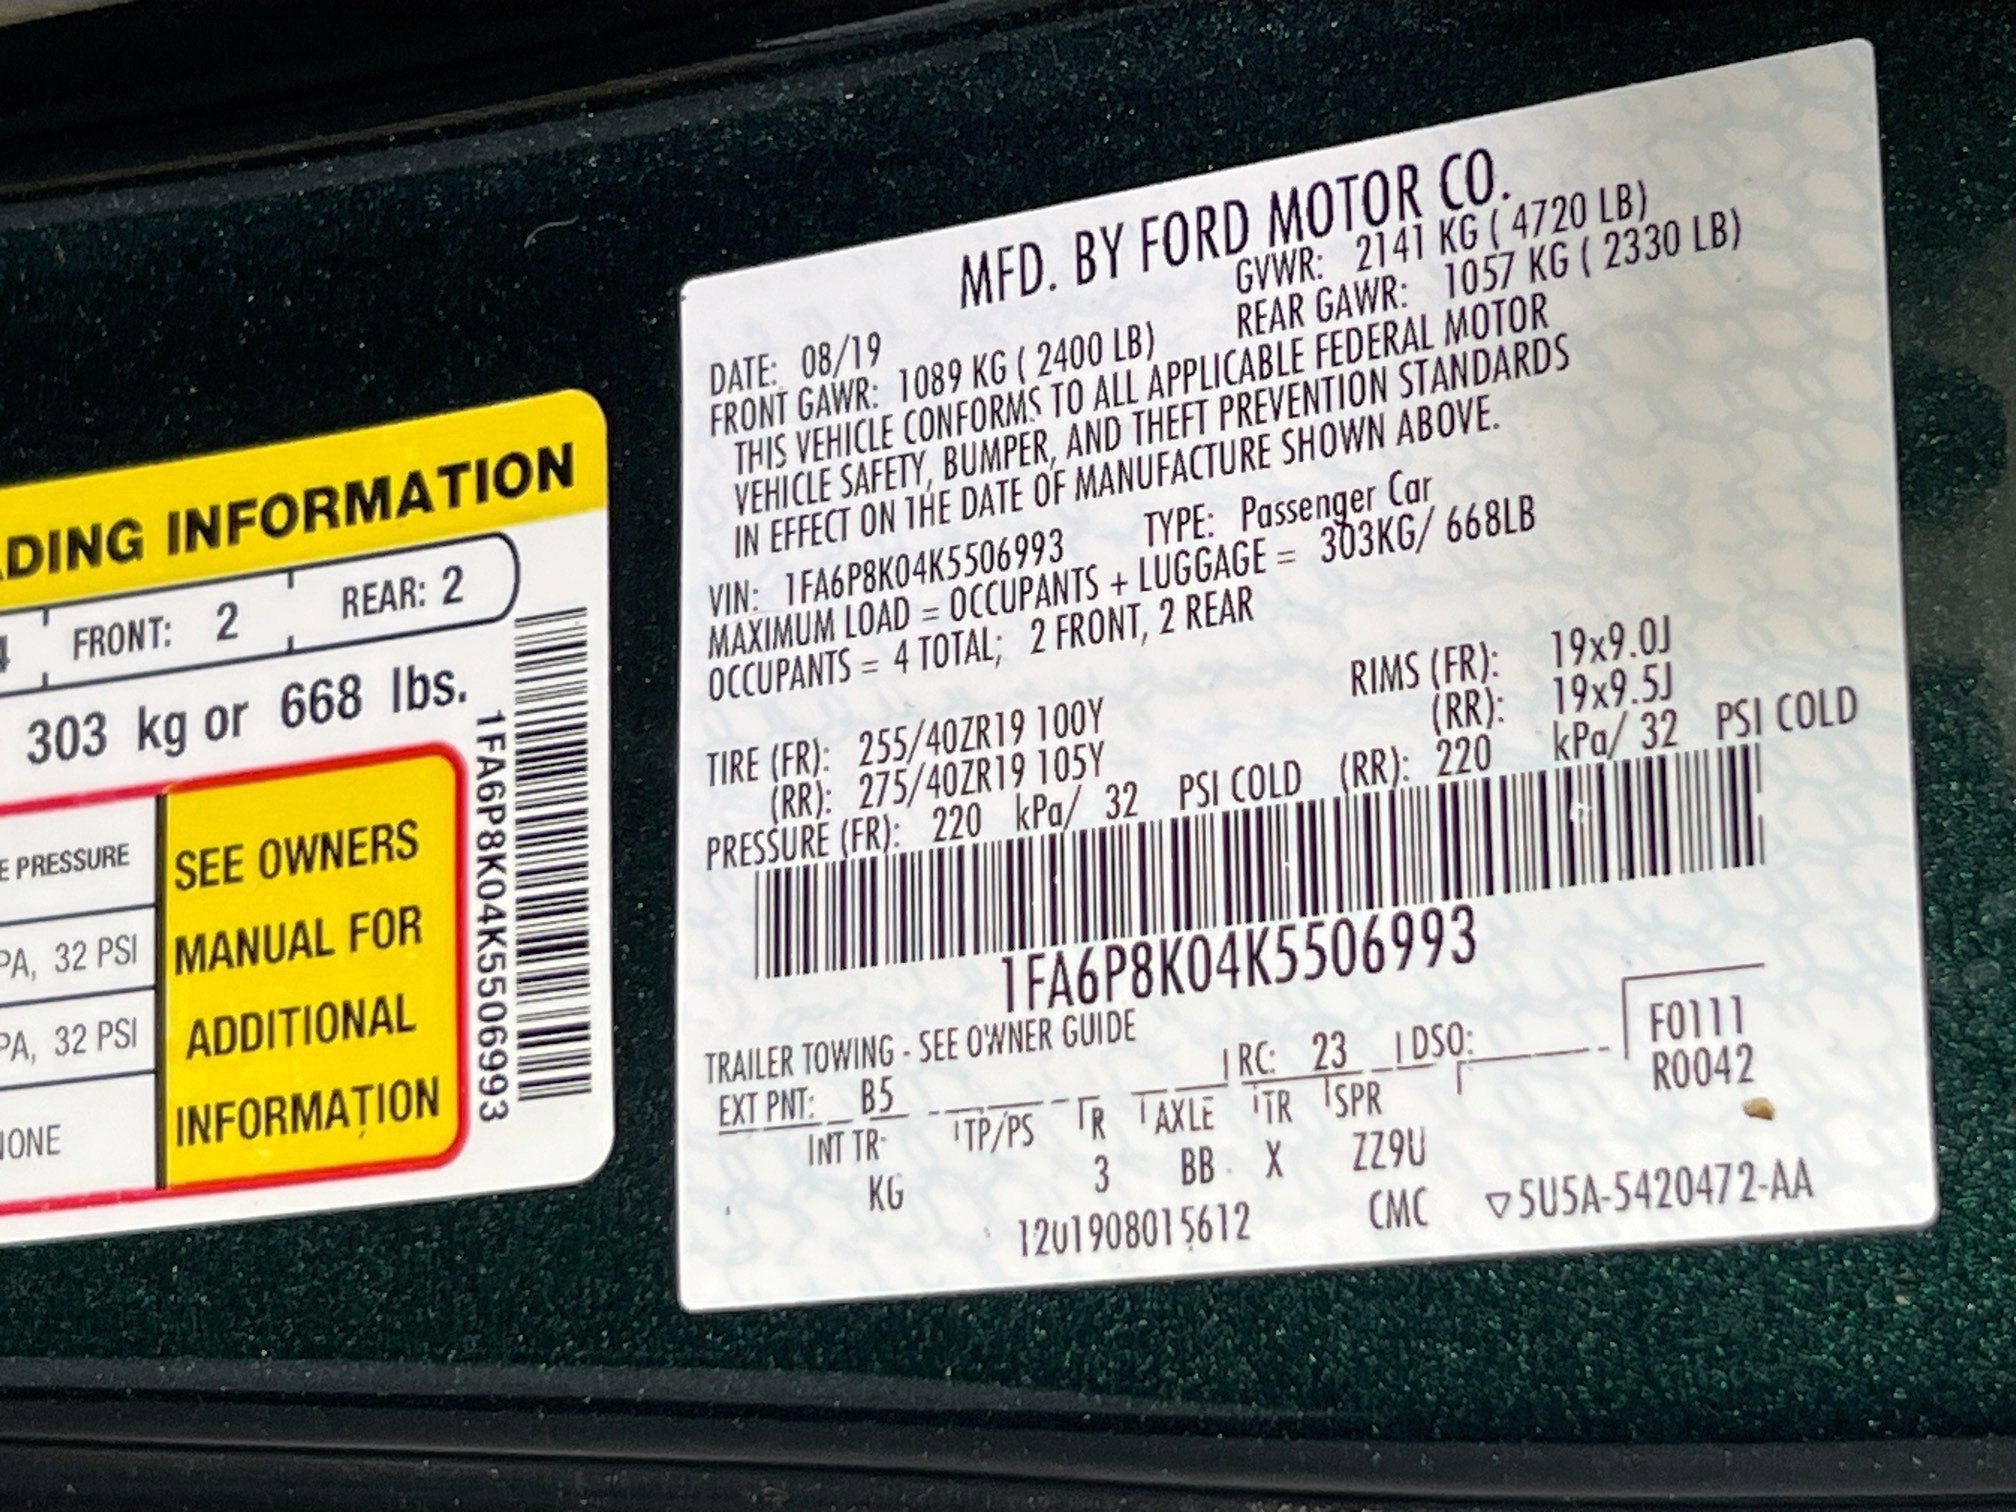 DING INFORMATION
FRONT: 2 REAR: 2
303 kg or 668 lbs.
E PRESSURE
PA, 32 PSI
PA, 32 PSI
NONE
SEE OWNERS
MANUAL FOR
ADDITIONAL
INFORMATION
1FA6P8K04K5506993
MFD. BY FORD MOTOR CO.
DATE: 08/19 GVWR: 2141 KG ( 4720 LB)
FRONT GAWR: 1089 KG ( 2400 LB) REAR GAWR: 1057 KG ( 2330 LB)
THIS VEHICLE CONFORMS TO ALL APPLICABLE FEDERAL MOTOR
VEHICLE SAFETY, BUMPER, AND THEFT PREVENTION STANDARDS
IN EFFECT ON THE DATE OF MANUFACTURE SHOWN ABOVE.
VIN: 1FA6P8K04K5506993 TYPE: Passenger Car
MAXIMUM LOAD = OCCUPANTS + LUGGAGE = 303KG/ 668LB
OCCUPANTS = 4 TOTAL; 2 FRONT, 2 REAR
TIRE (FR): 255/40ZR19 100Y RIMS (FR): 19x9.0J
(RR): 275/40ZR19 105Y (RR): 19x9.5J
PRESSURE (FR): 220 kPa/ 32 PSI COLD (RR): 220 kPa/ 32 PSI COLD
1FA6P8K04K5506993
TRAILER TOWING - SEE OWNER GUIDE
EXT PNT: B5 RC: 23 DSO: F0111
R0042
INT TR TP/PS R AXLE TR SPR
KG 3 BB X ZZ9U
12U1908015612 CMC ▽5U5A-5420472-AA